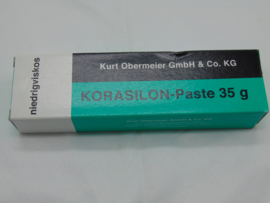 niedrigviskos
Kurt Obermeier GmbH & Co. KG
KORASILON-Paste 35 g